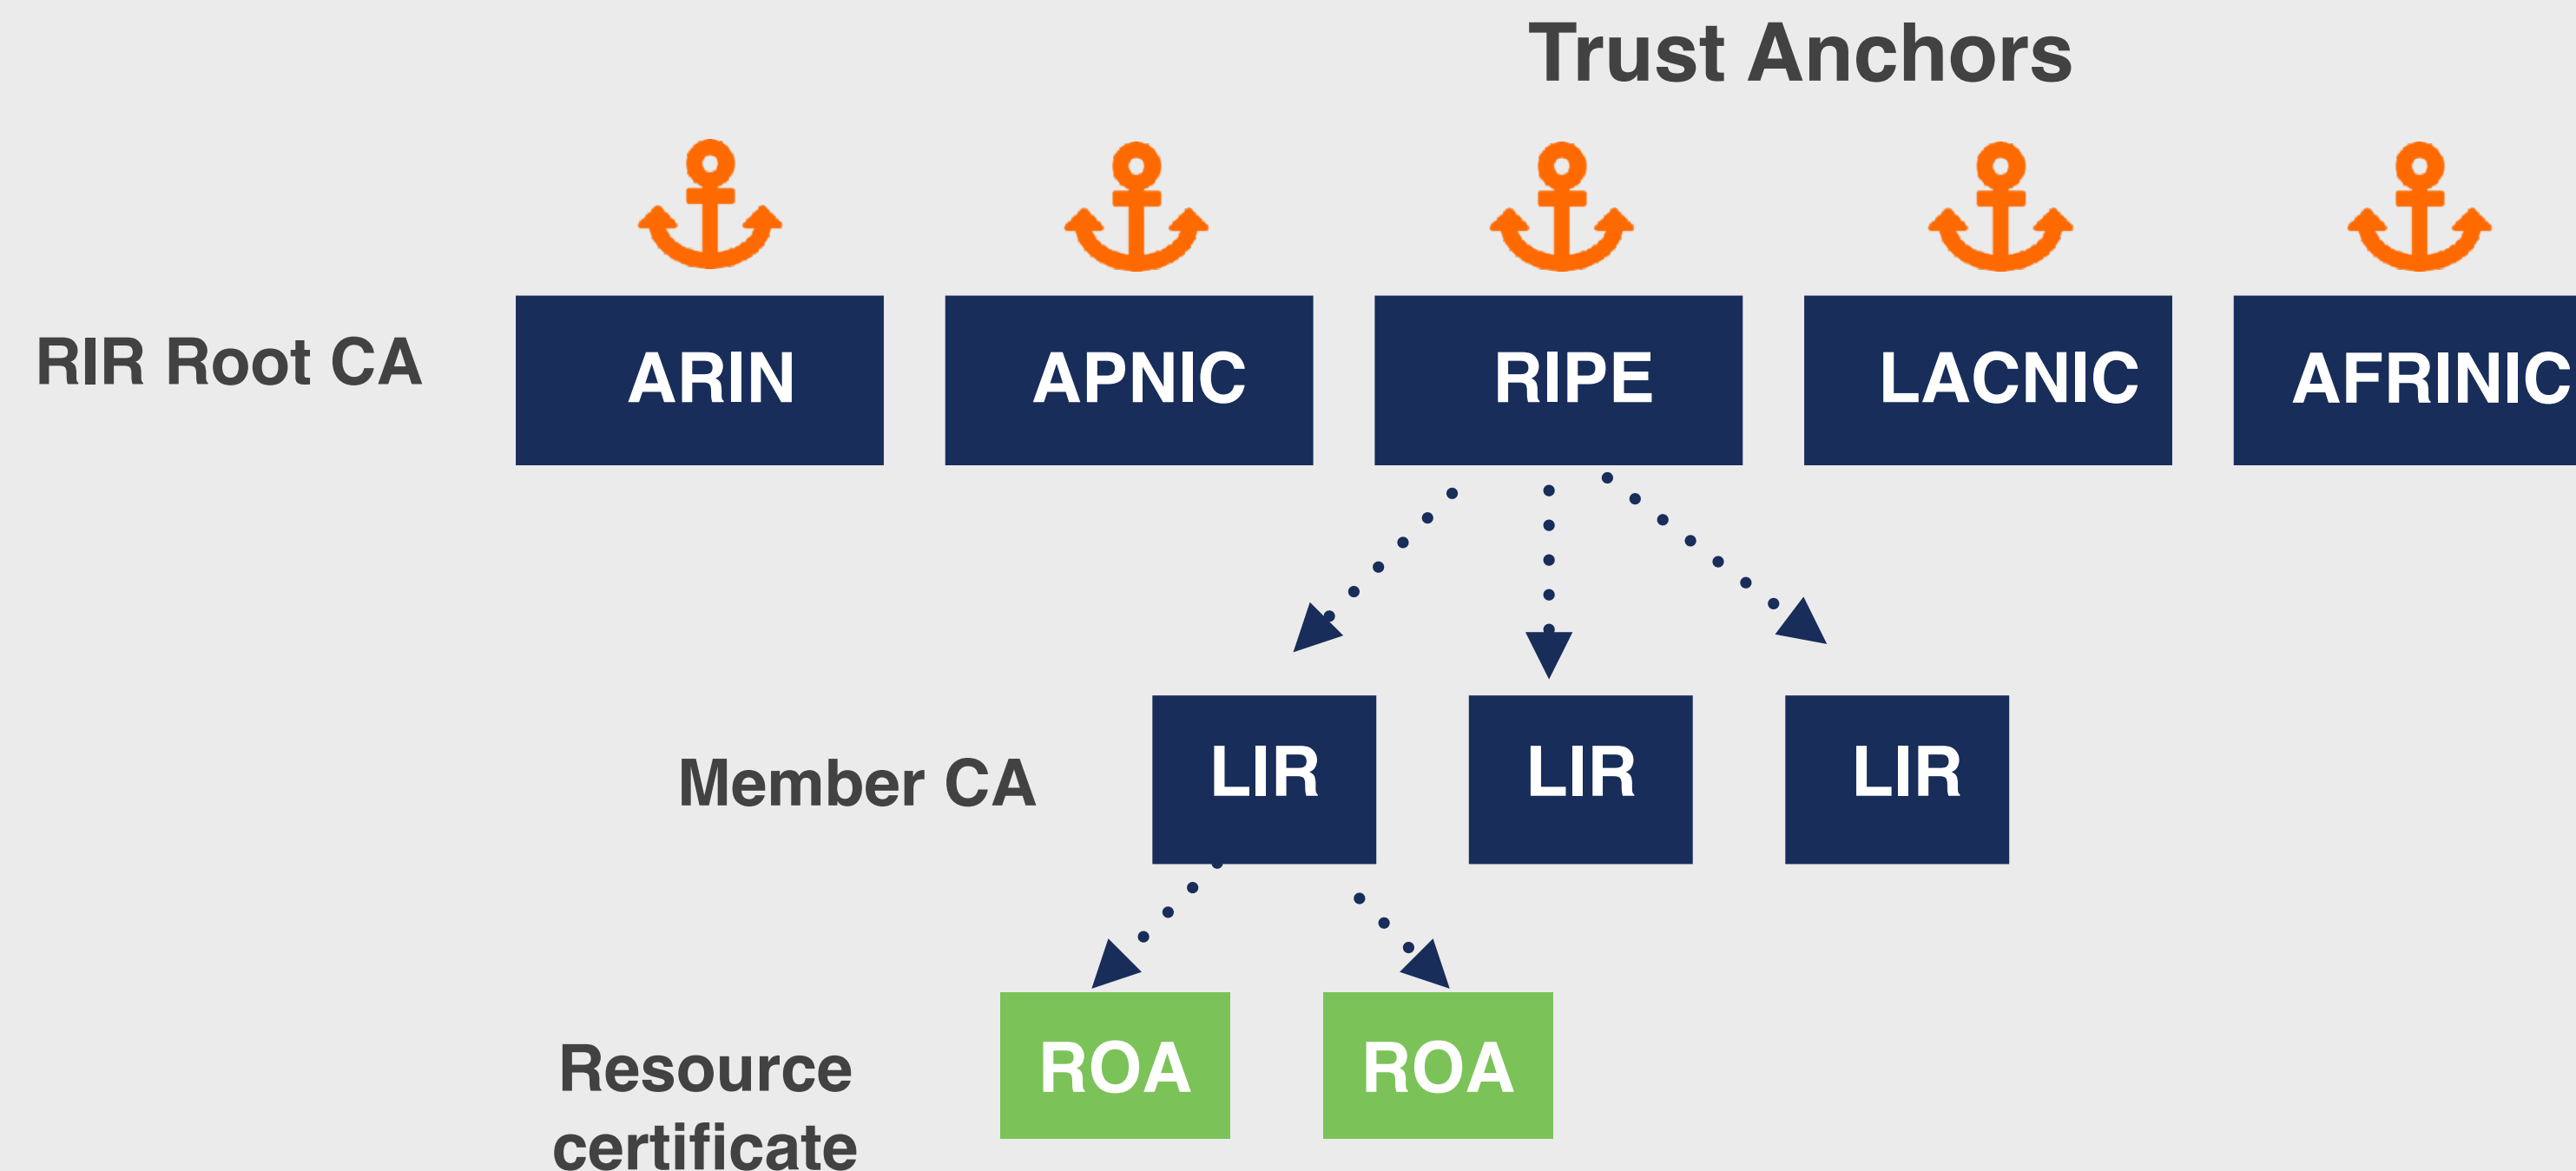 Trust Anchors
RIR Root CA
ARIN
APNIC
RIPE
LACNIC
AFRINIC
Member CA
LIR
LIR
LIR
Resource
certificate
ROA
ROA